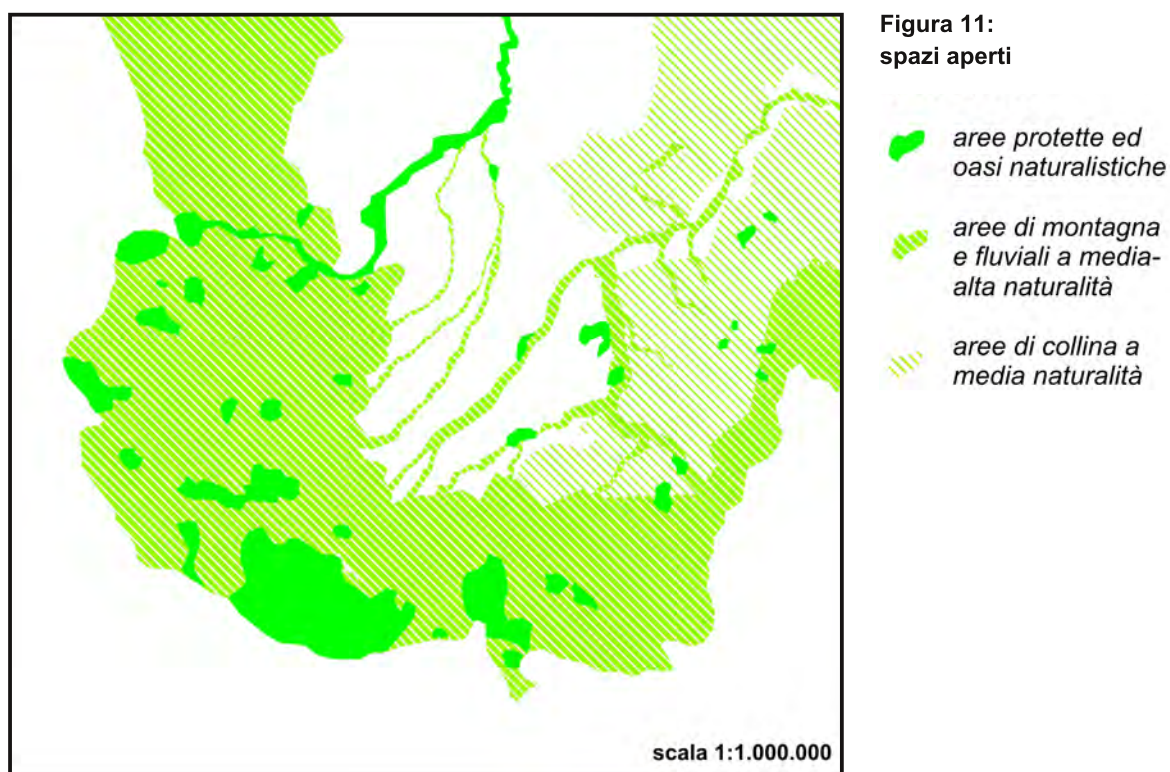 Figura 11:
spazi aperti
aree protette ed
oasi naturalistiche
aree di montagna
e fluviali a media-
alta naturalità
aree di collina a
media naturalità
scala 1:1.000.000